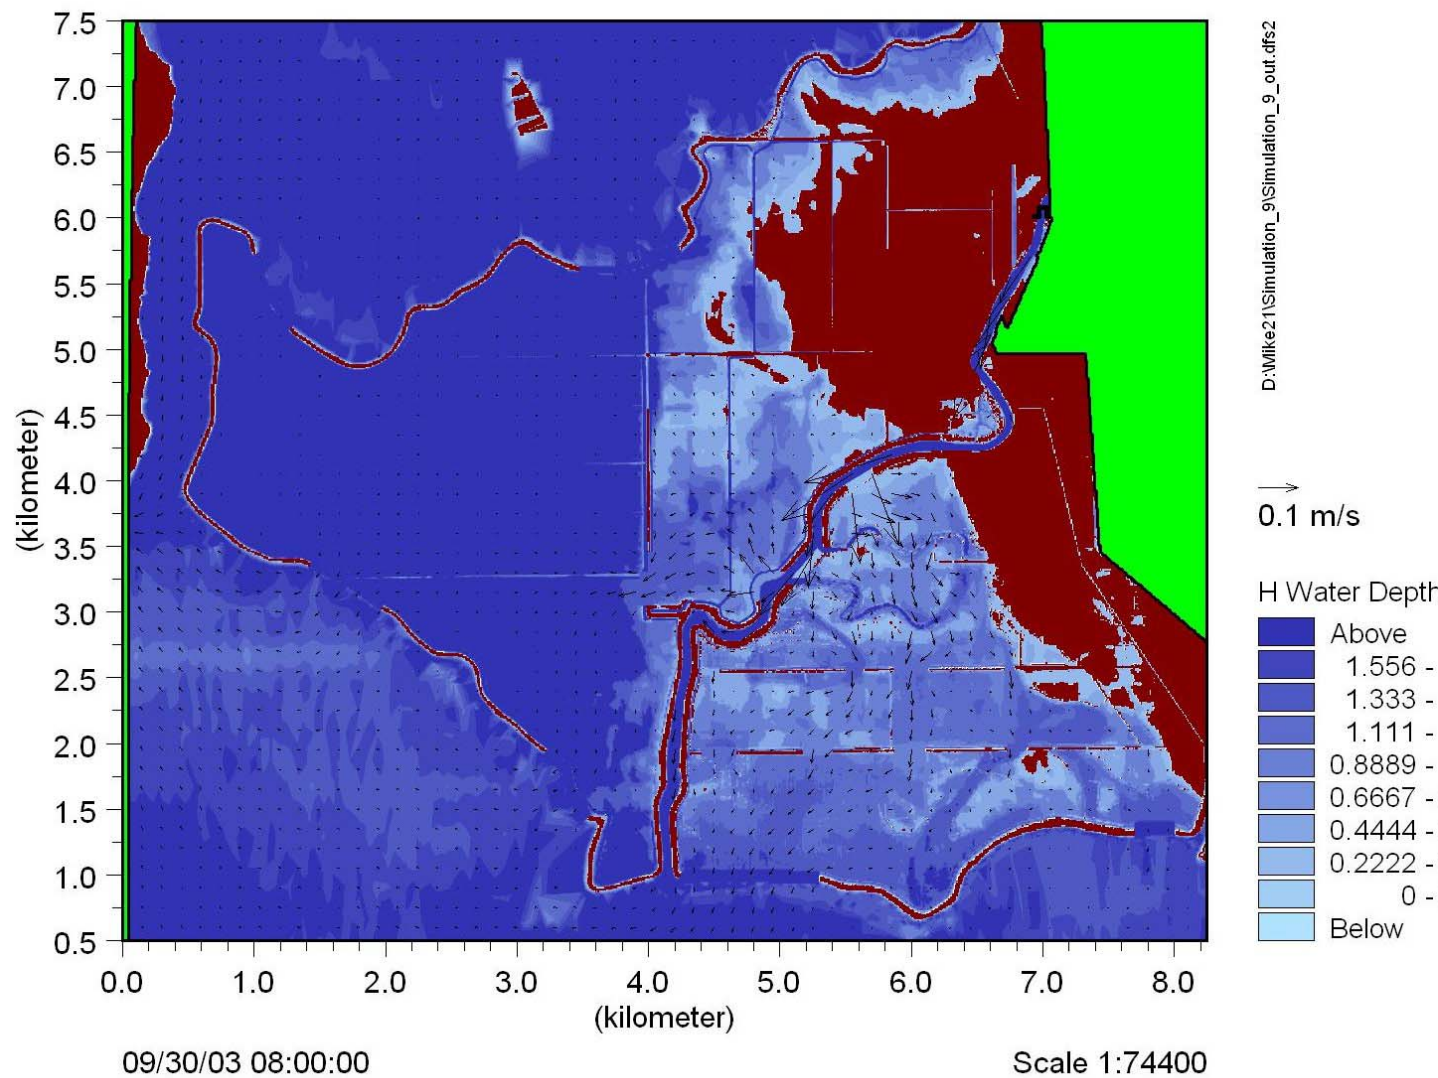 7.5
7.0
6.5
6.0
5.5
5.0
4.5
4.0
3.5
3.0
2.5
2.0
1.5
1.0
0.5
(kilometer)
0.0 1.0 2.0 3.0 4.0 5.0 6.0 7.0 8.0
(kilometer)
09/30/03 08:00:00
Scale 1:74400
D:\Mike21\Simulation_9\Simulation_9_out.dfs2
0.1 m/s
H Water Depth
Above
1.556 -
1.333 -
1.111 -
0.8889 -
0.6667 -
0.4444 -
0.2222 -
0 -
Below